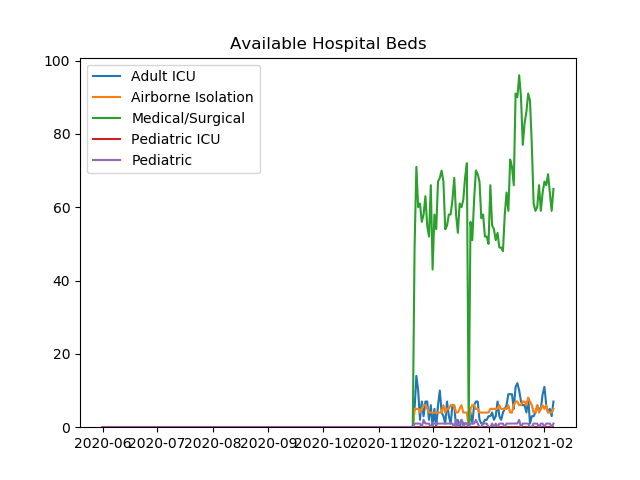 Available Hospital Beds
100
80
60
40
20
0
Adult ICU
Airborne Isolation
Medical/Surgical
Pediatric ICU
Pediatric
2020-06 2020-07 2020-08 2020-09 2020-10 2020-11 2020-12 2021-01 2021-02